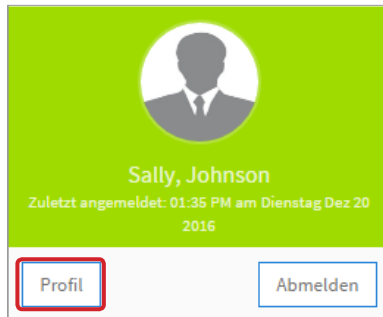 Sally, Johnson
Zuletzt angemeldet: 01:35 PM am Dienstag Dez 20
2016
Profil
Abmelden